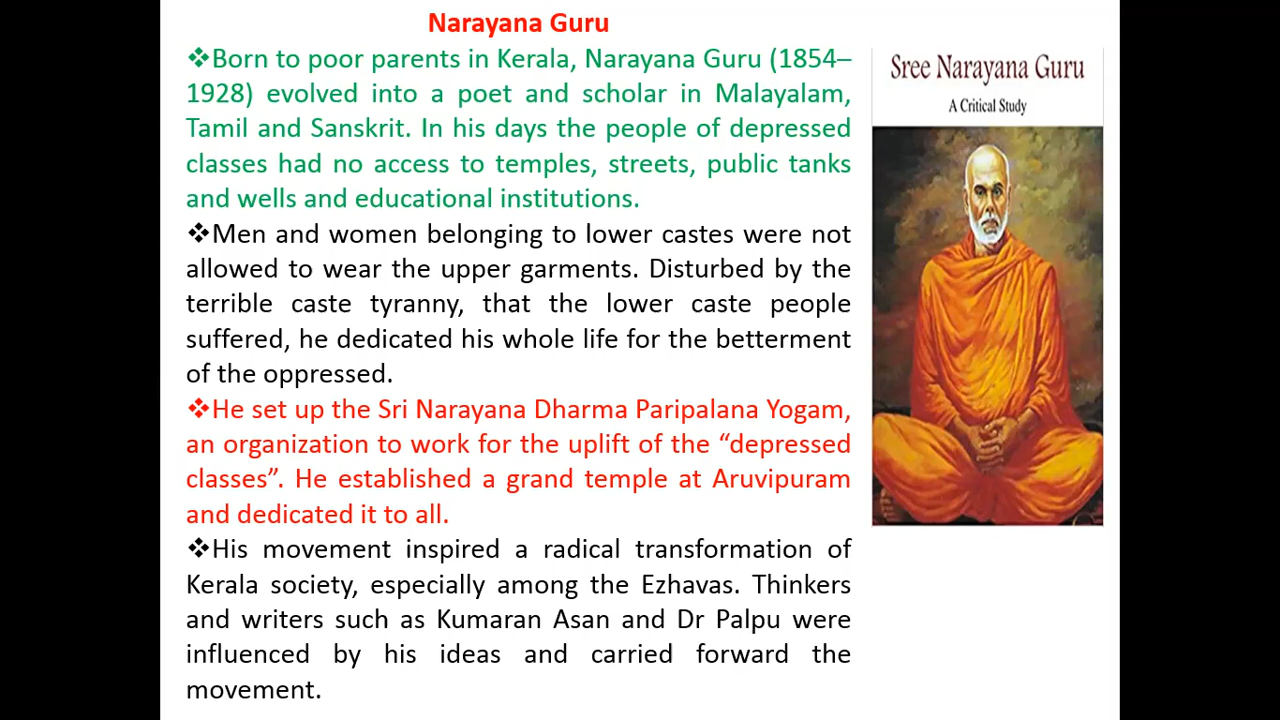 Narayana Guru
❖Born to poor parents in Kerala, Narayana Guru (1854–
1928) evolved into a poet and scholar in Malayalam,
Tamil and Sanskrit. In his days the people of depressed
classes had no access to temples, streets, public tanks
and wells and educational institutions.
❖Men and women belonging to lower castes were not
allowed to wear the upper garments. Disturbed by the
terrible caste tyranny, that the lower caste people
suffered, he dedicated his whole life for the betterment
of the oppressed.
❖He set up the Sri Narayana Dharma Paripalana Yogam,
an organization to work for the uplift of the “depressed
classes”. He established a grand temple at Aruvipuram
and dedicated it to all.
❖His movement inspired a radical transformation of
Kerala society, especially among the Ezhavas. Thinkers
and writers such as Kumaran Asan and Dr Palpu were
influenced by his ideas and carried forward the
movement.
Sree Narayana Guru
A Critical Study